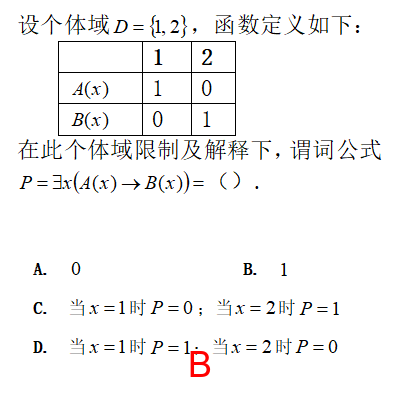 设个体域 D = {1, 2}，函数定义如下：
1 2
A(x) 1 0
B(x) 0 1
在此个体域限制及解释下，谓词公式
P = ∃x(A(x) → B(x)) = （）．
A. 0 B. 1
C. 当 x = 1 时 P = 0；当 x = 2 时 P = 1
D. 当 x = 1 时 P = 1；当 x = 2 时 P = 0
B